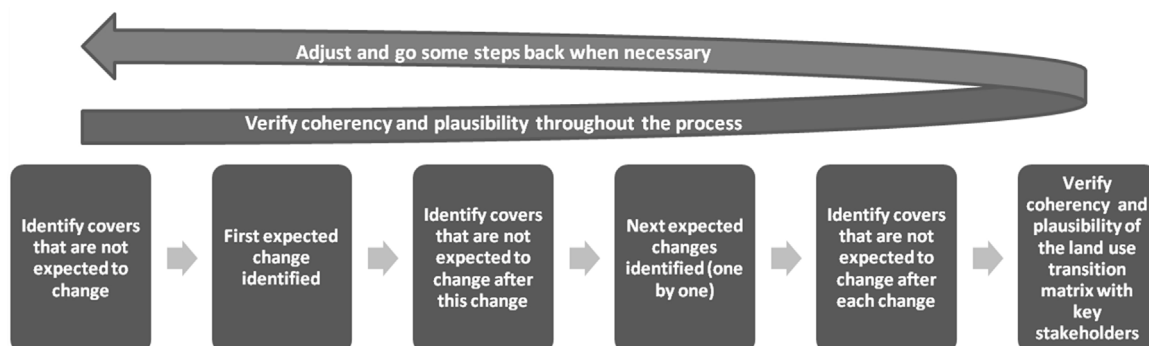 Adjust and go some steps back when necessary
Verify coherency and plausibility throughout the process
Identify covers
that are not
expected to
change
First expected
change
identified
Identify covers
that are not
expected to
change after
this change
Next expected
changes
identified (one
by one)
Identify covers
that are not
expected to
change after
each change
Verify
coherency and
plausibility of
the land use
transition
matrix with
key
stakeholders